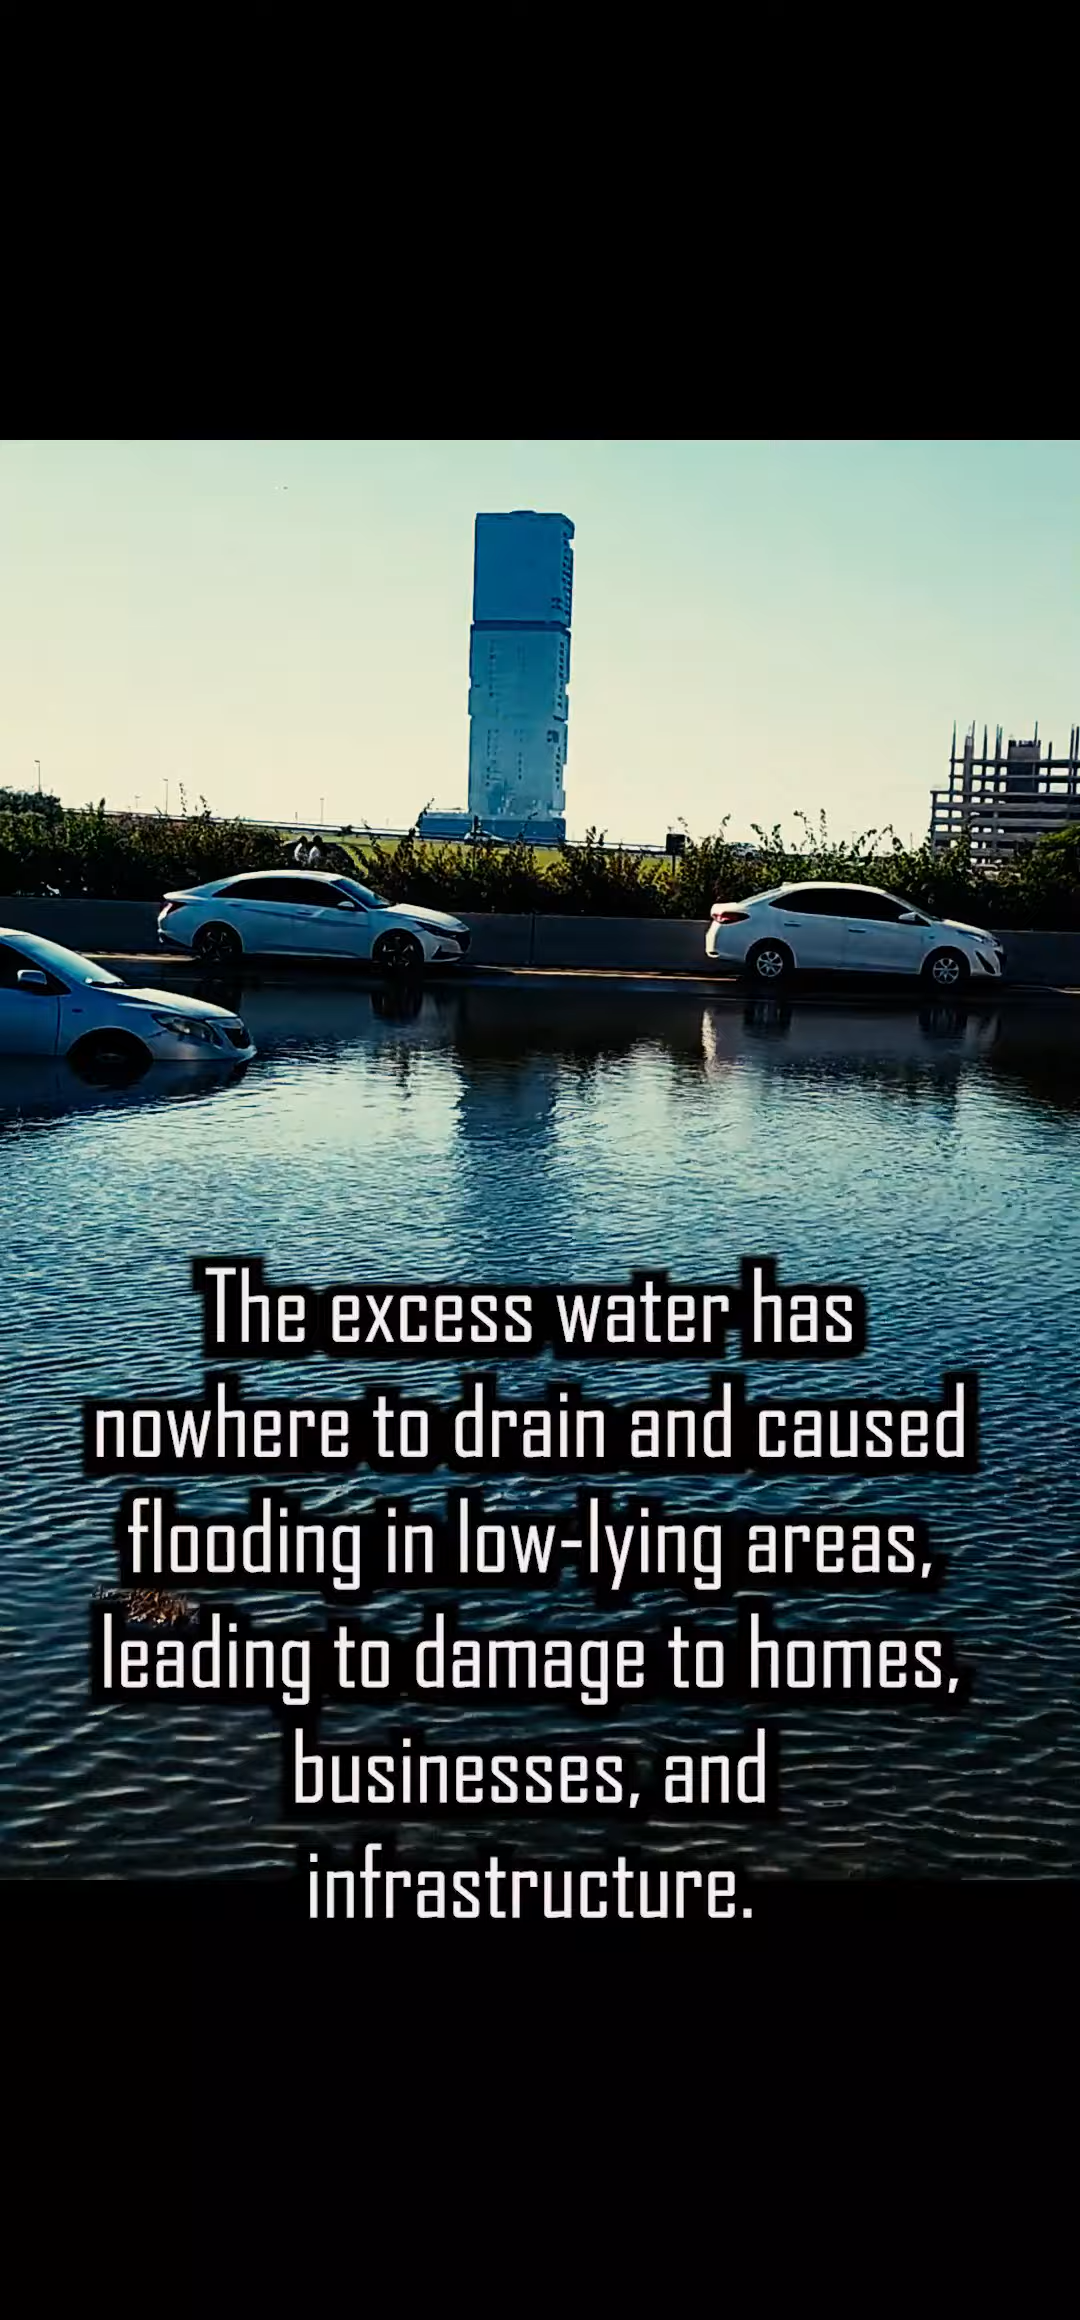 The excess water has
nowhere to drain and caused
flooding in low-lying areas,
leading to damage to homes,
businesses, and
infrastructure.